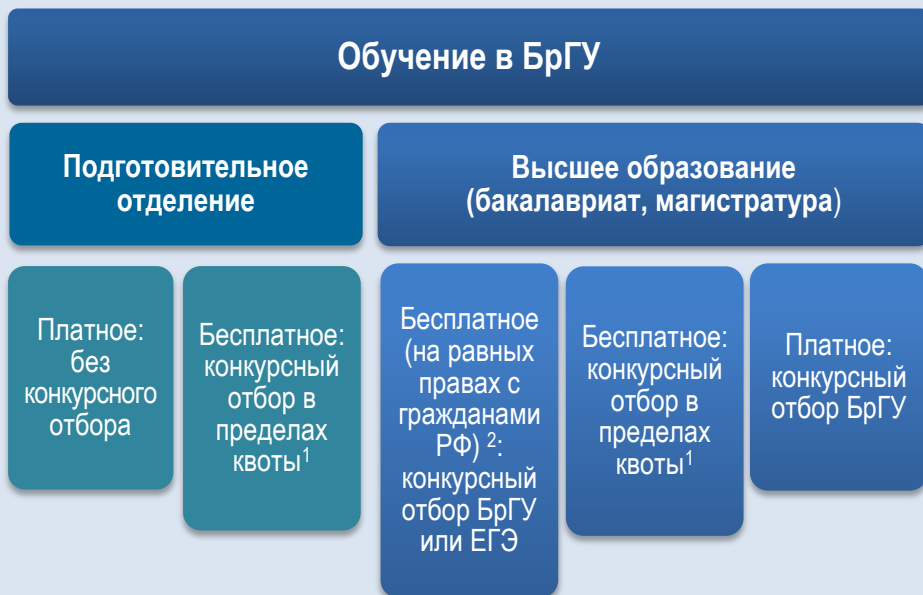 Обучение в БрГУ
Подготовительное
отделение
Высшее образование
(бакалавриат, магистратура)
Платное:
без
конкурсного
отбора
Бесплатное:
конкурсный
отбор в
пределах
квоты¹
Бесплатное
(на равных
правах с
гражданами
РФ) ²:
конкурсный
отбор БрГУ
или ЕГЭ
Бесплатное:
конкурсный
отбор в
пределах
квоты¹
Платное:
конкурсный
отбор БрГУ